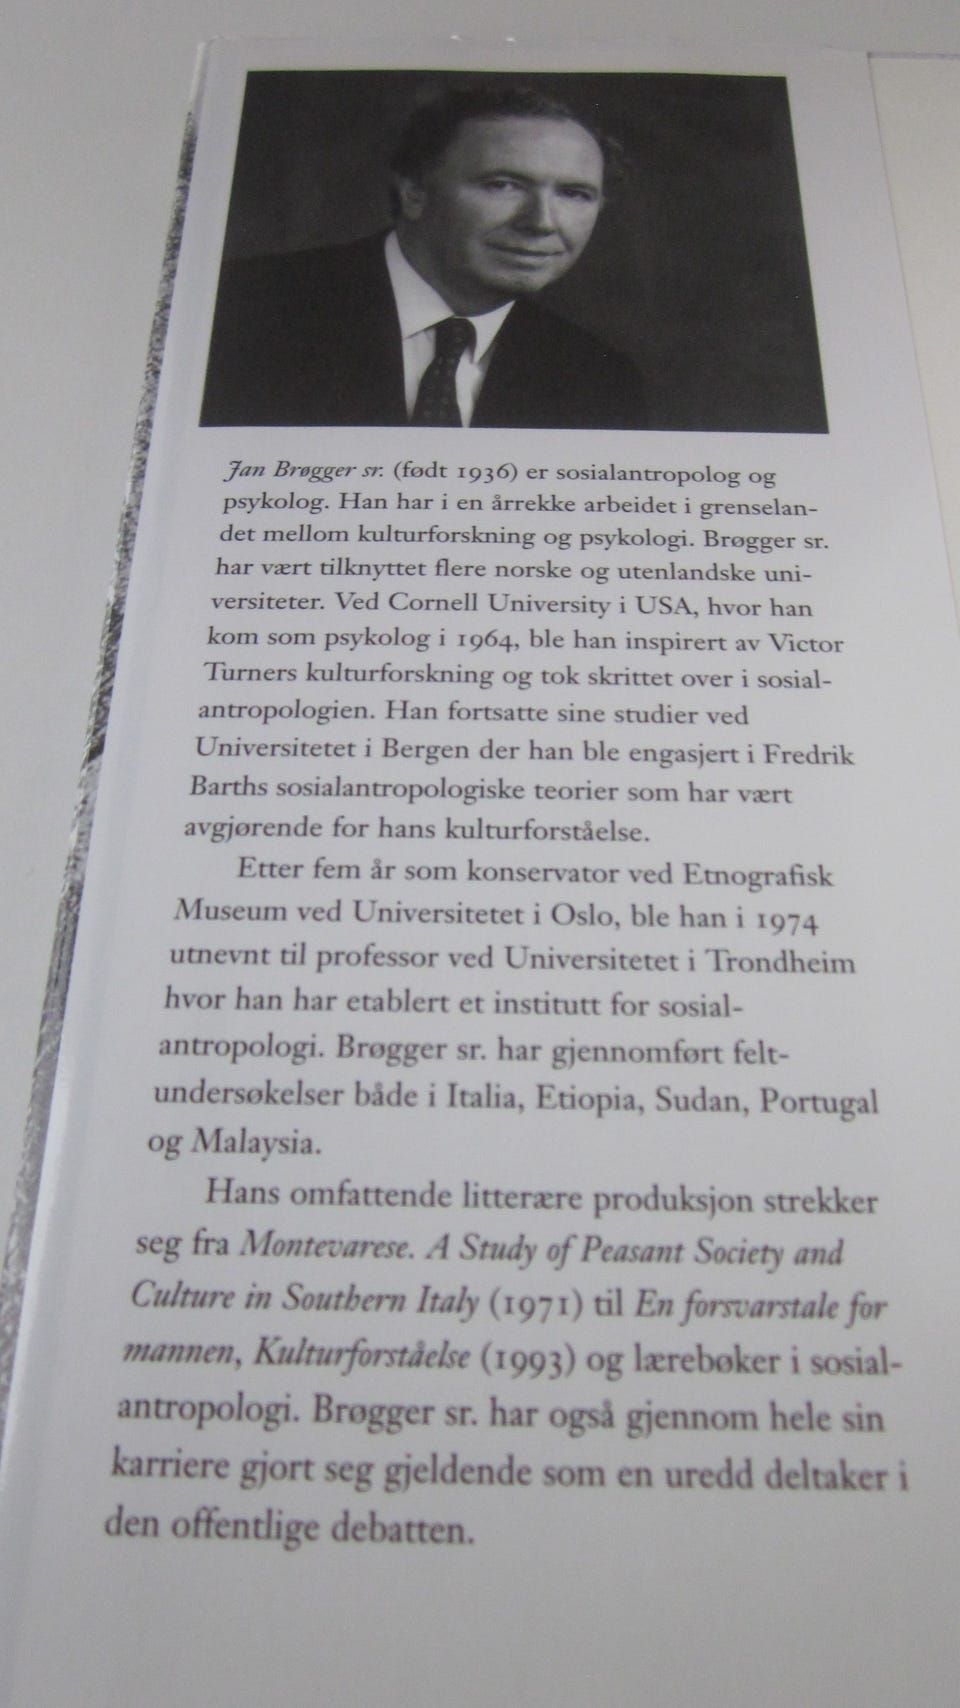 Jan Brøgger sr. (født 1936) er sosialantropolog og
psykolog. Han har i en årrekke arbeidet i grenselan-
det mellom kulturforskning og psykologi. Brøgger sr.
har vært tilknyttet flere norske og utenlandske uni-
versiteter. Ved Cornell University i USA, hvor han
kom som psykolog i 1964, ble han inspirert av Victor
Turners kulturforskning og tok skrittet over i sosial-
antropologien. Han fortsatte sine studier ved
Universitetet i Bergen der han ble engasjert i Fredrik
Barths sosialantropologiske teorier som har vært
avgjørende for hans kulturforståelse.
Etter fem år som konservator ved Etnografisk
Museum ved Universitetet i Oslo, ble han i 1974
utnevnt til professor ved Universitetet i Trondheim
hvor han har etablert et institutt for sosial-
antropologi. Brøgger sr. har gjennomført felt-
undersøkelser både i Italia, Etiopia, Sudan, Portugal
og Malaysia.
Hans omfattende litterære produksjon strekker
seg fra Montevarese. A Study of Peasant Society and
Culture in Southern Italy (1971) til En forsvarstale for
mannen, Kulturforståelse (1993) og lærebøker i sosial-
antropologi. Brøgger sr. har også gjennom hele sin
karriere gjort seg gjeldende som en uredd deltaker i
den offentlige debatten.